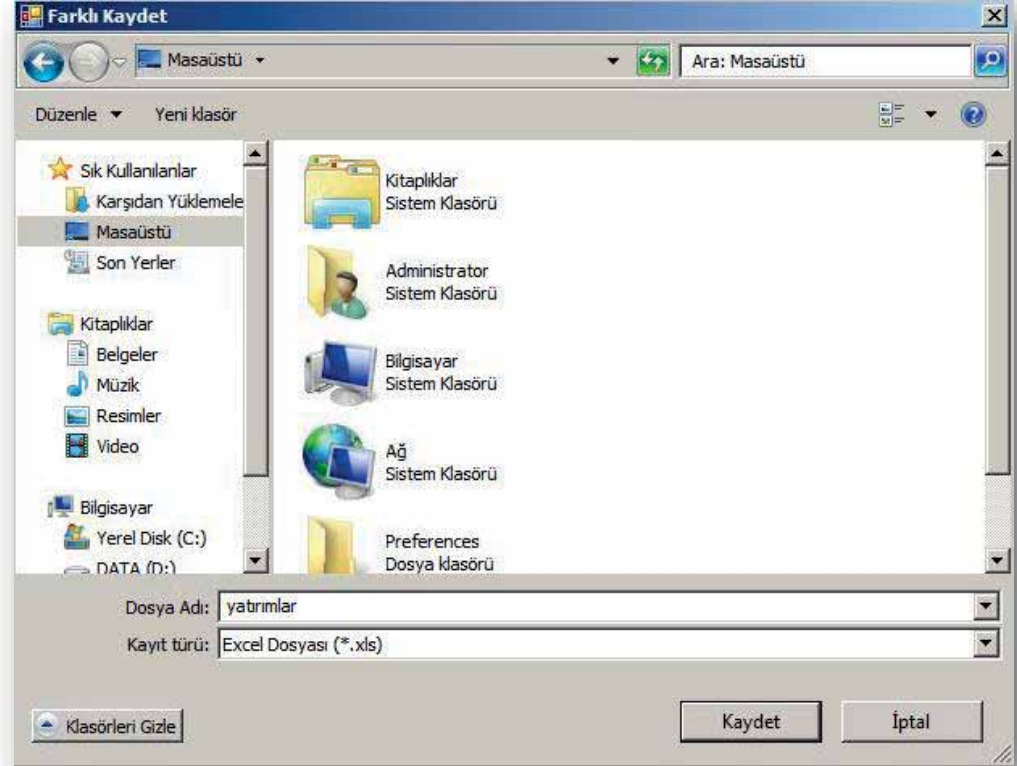 Farklı Kaydet
Masaüstü
Ara: Masaüstü
Düzenle
Yeni klasör
Sık Kullanılanlar
Karşıdan Yüklemele
Masaüstü
Son Yerler
Kitaplıklar
Belgeler
Müzik
Resimler
Video
Bilgisayar
Yerel Disk (C:)
DATA (D:)
Kitaplıklar
Sistem Klasörü
Administrator
Sistem Klasörü
Bilgisayar
Sistem Klasörü
Ağ
Sistem Klasörü
Preferences
Dosya klasörü
Dosya Adı: yatırımlar
Kayıt türü: Excel Dosyası (*.xls)
Klasörleri Gizle
Kaydet
İptal